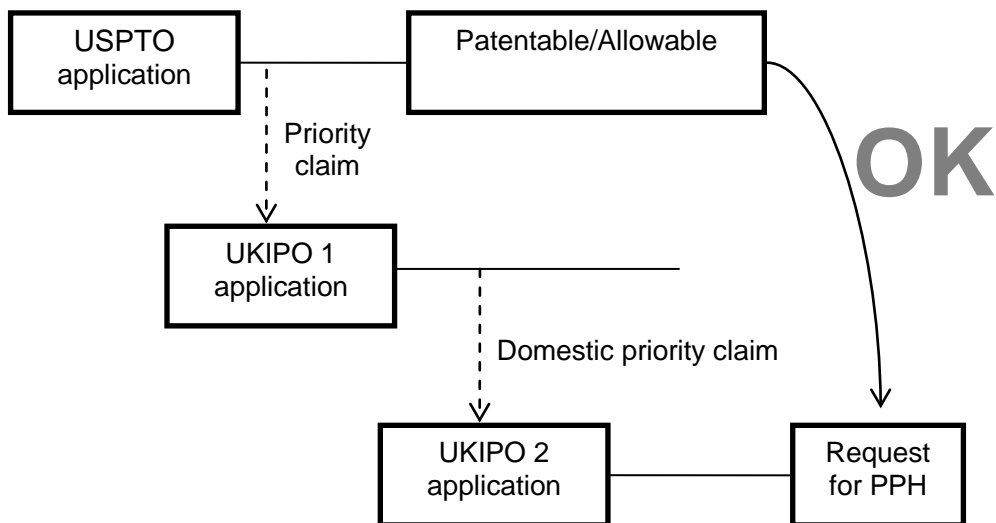 USPTO
application
Patentable/Allowable
OK
Priority
claim
UKIPO 1
application
Domestic priority claim
UKIPO 2
application
Request
for PPH